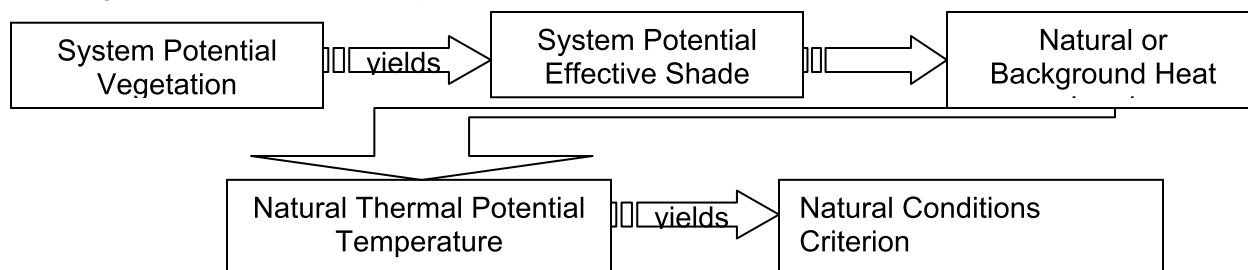 System Potential
Vegetation
yields
System Potential
Effective Shade
Natural or
Background Heat
Natural Thermal Potential
Temperature
yields
Natural Conditions
Criterion